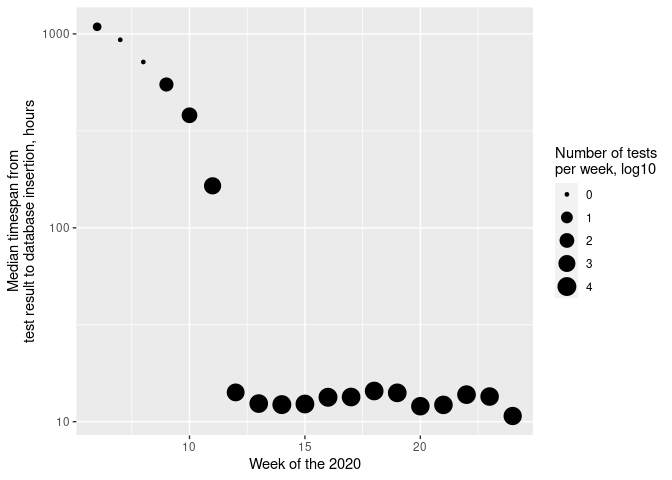 1000
100
10
10
15
20
Median timespan from
test result to database insertion, hours
Week of the 2020
Number of tests
per week, log10
0
1
2
3
4